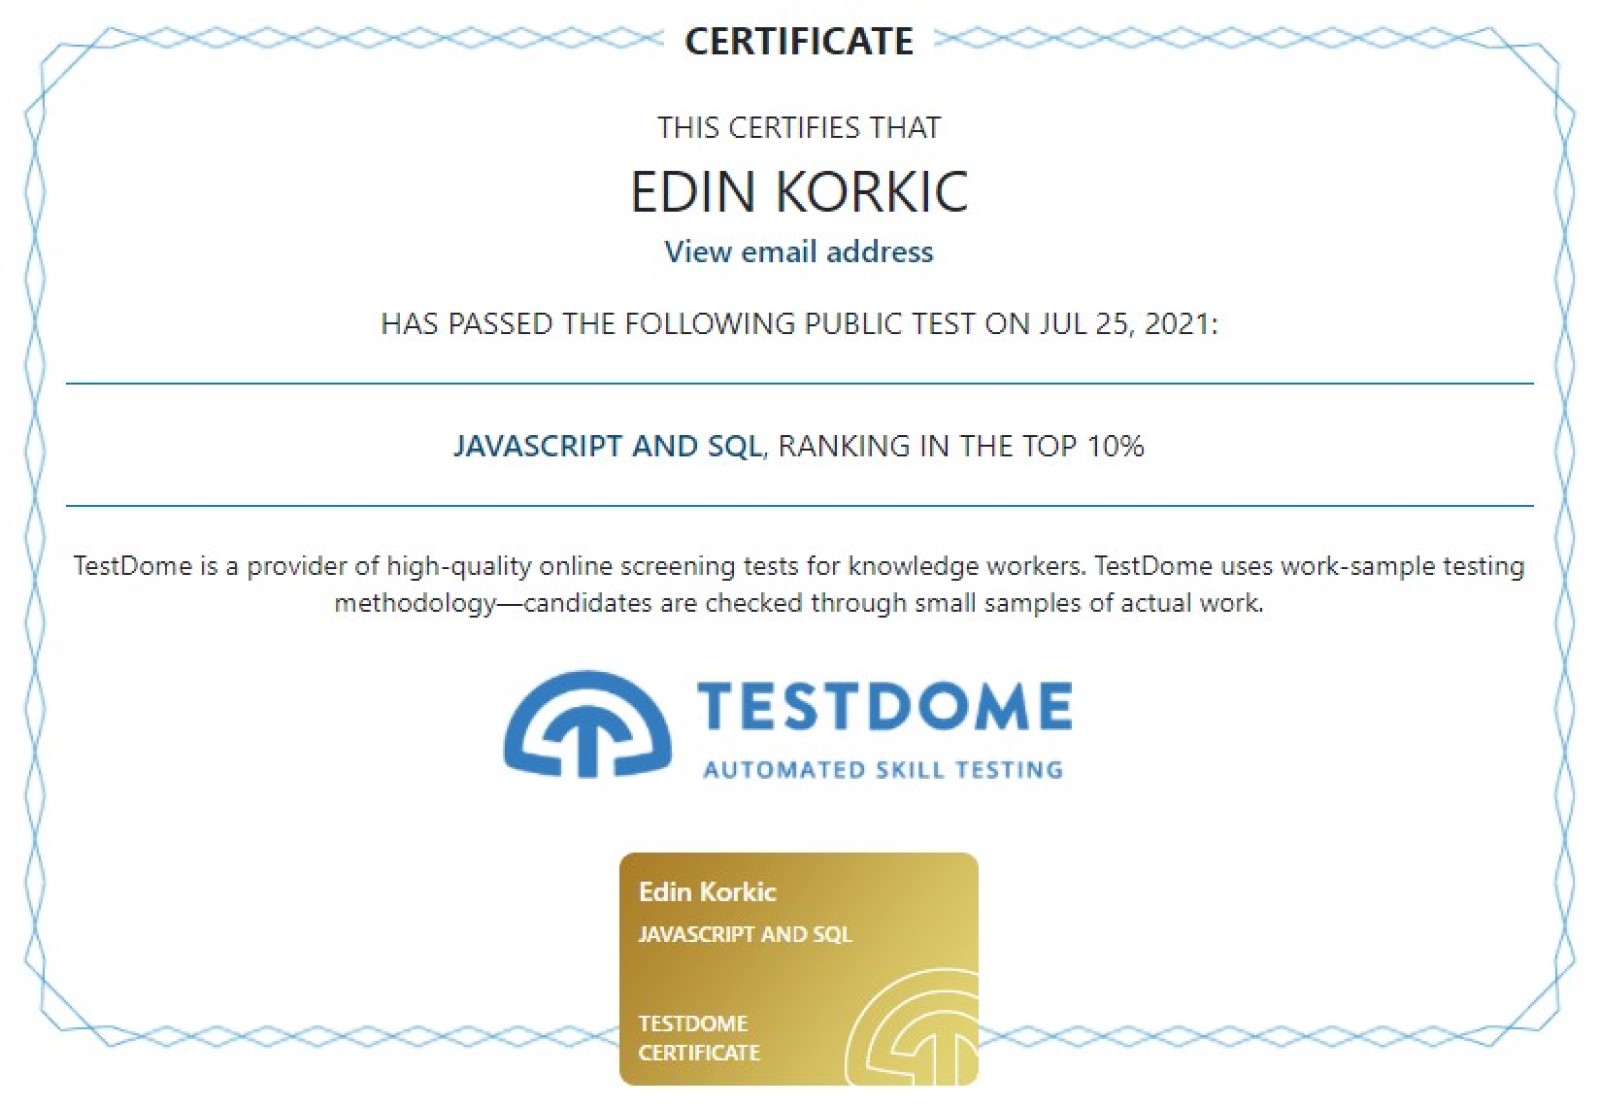 CERTIFICATE
THIS CERTIFIES THAT
EDIN KORKIC
View email address
HAS PASSED THE FOLLOWING PUBLIC TEST ON JUL 25, 2021:
JAVASCRIPT AND SQL, RANKING IN THE TOP 10%
TestDome is a provider of high-quality online screening tests for knowledge workers. TestDome uses work-sample testing
methodology—candidates are checked through small samples of actual work.
TESTDOME
AUTOMATED SKILL TESTING
Edin Korkic
JAVASCRIPT AND SQL
TESTDOME
CERTIFICATE